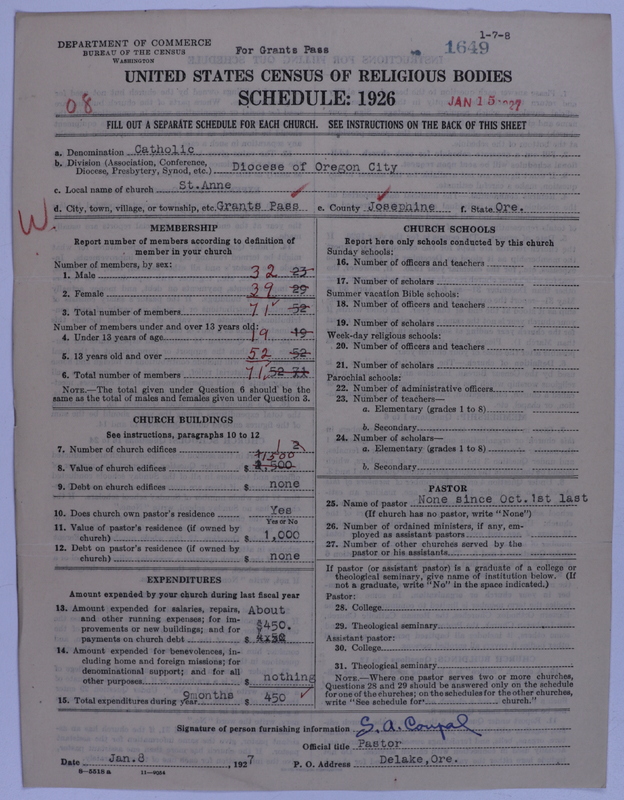 DEPARTMENT OF COMMERCE
BUREAU OF THE CENSUS
WASHINGTON
For Grants Pass
1-7-8
1649
UNITED STATES CENSUS OF RELIGIOUS BODIES
SCHEDULE: 1926
08
JAN 15 1927
FILL OUT A SEPARATE SCHEDULE FOR EACH CHURCH. SEE INSTRUCTIONS ON THE BACK OF THIS SHEET
a. Denomination Catholic
b. Division (Association, Conference, Diocese, Presbytery, Synod, etc.) Diocese of Oregon City
c. Local name of church St.Anne
d. City, town, village, or township, etc. Grants Pass e. County Josephine f. State Ore.
W
MEMBERSHIP
Report number of members according to definition of
member in your church
Number of members, by sex:
1. Male 32 23
2. Female 39 29
3. Total number of members 71 52
Number of members under and over 13 years old:
4. Under 13 years of age 19 19
5. 13 years old and over 52 52
6. Total number of members 71 52 71
NOTE.—The total given under Question 6 should be the
same as the total of males and females given under Question 3.
CHURCH BUILDINGS
See instructions, paragraphs 10 to 12
7. Number of church edifices 1 2
8. Value of church edifices $1500
9. Debt on church edifices $ none
10. Does church own pastor's residence Yes
Yes or No
11. Value of pastor's residence (if owned by
church) $ 1,000
12. Debt on pastor's residence (if owned by
church) $ none
EXPENDITURES
Amount expended by your church during last fiscal year
13. Amount expended for salaries, repairs, About
and other running expenses; for im-
provements or new buildings; and for $450.
payments on church debt $
14. Amount expended for benevolences, in-
cluding home and foreign missions; for
denominational support; and for all
other purposes $ nothing
15. Total expenditures during year 9months $ 450
CHURCH SCHOOLS
Report here only schools conducted by this church
Sunday schools:
16. Number of officers and teachers
17. Number of scholars
Summer vacation Bible schools:
18. Number of officers and teachers
19. Number of scholars
Week-day religious schools:
20. Number of officers and teachers
21. Number of scholars
Parochial schools:
22. Number of administrative officers
23. Number of teachers—
a. Elementary (grades 1 to 8)
b. Secondary
24. Number of scholars—
a. Elementary (grades 1 to 8)
b. Secondary
PASTOR
25. Name of pastor None since Oct.1st last
(If church has no pastor, write "None")
26. Number of ordained ministers, if any, em-
ployed as assistant pastors
27. Number of other churches served by the
pastor or his assistants
If pastor (or assistant pastor) is a graduate of a college or
theological seminary, give name of institution below. (If
not a graduate, write "No" in the space indicated.)
Pastor:
28. College
29. Theological seminary
Assistant pastor:
30. College
31. Theological seminary
NOTE.—Where one pastor serves two or more churches,
Questions 28 and 29 should be answered only on the schedule
for one of the churches; on the schedules for the other churches,
write "See schedule for church."
Signature of person furnishing information S.A. Coupal
Official title Pastor
Date Jan.8, 1927 P. O. Address Delake,Ore.
8-5518 a 11-9024